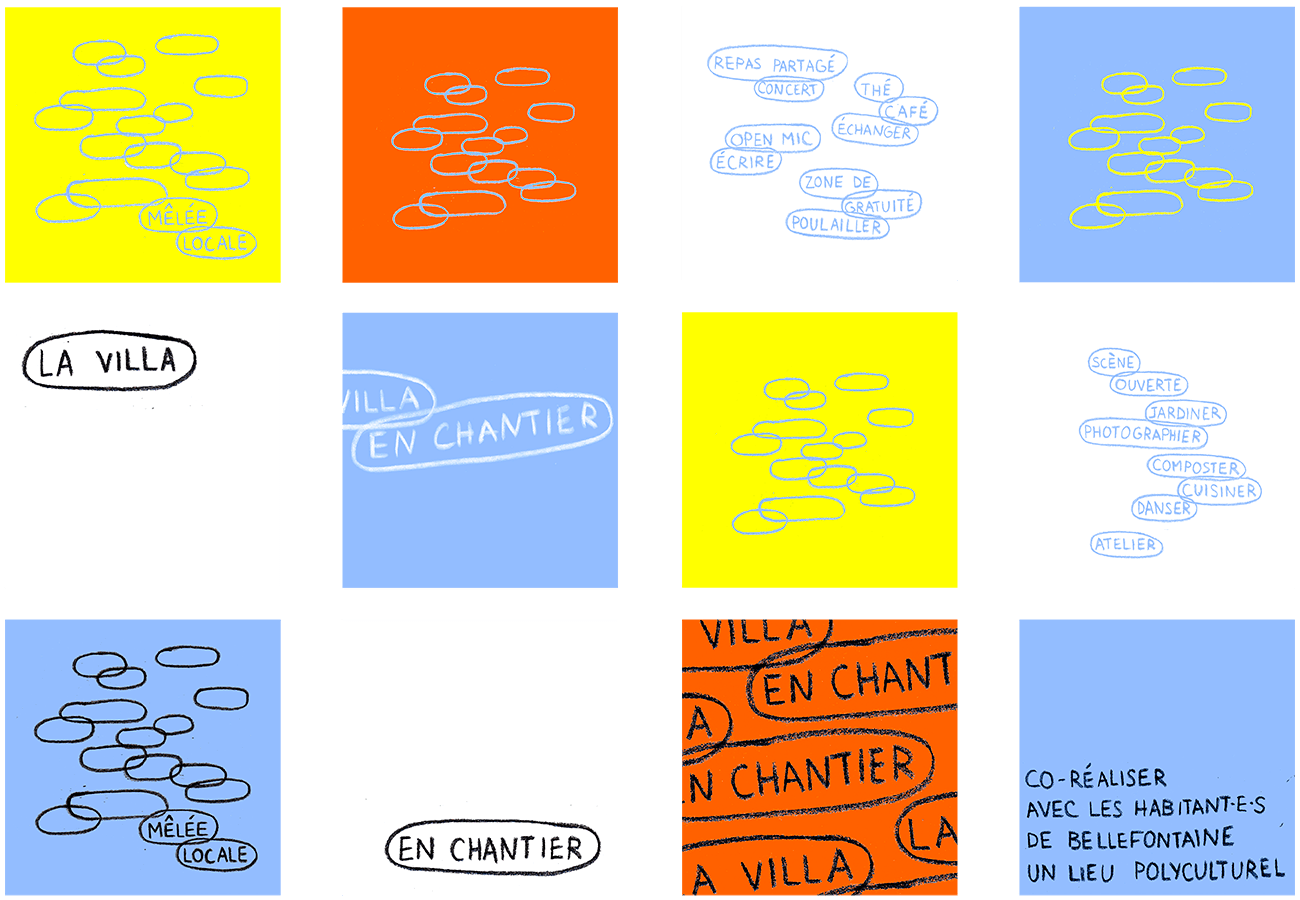 MÊLÉE
LOCALE
REPAS PARTAGÉ
CONCERT
THÉ
CAFÉ
ÉCHANGER
OPEN MIC
ÉCRIRE
ZONE DE
GRATUITÉ
POULAILLER
LA VILLA
VILLA
EN CHANTIER
SCÈNE
OUVERTE
JARDINER
PHOTOGRAPHIER
COMPOSTER
CUISINER
DANSER
ATELIER
MÊLÉE
LOCALE
EN CHANTIER
VILLA
EN CHANT
A
N CHANTIER
LA
A VILLA
CO-RÉALISER
AVEC LES HABITANT·E·S
DE BELLEFONTAINE
UN LIEU POLYCULTUREL